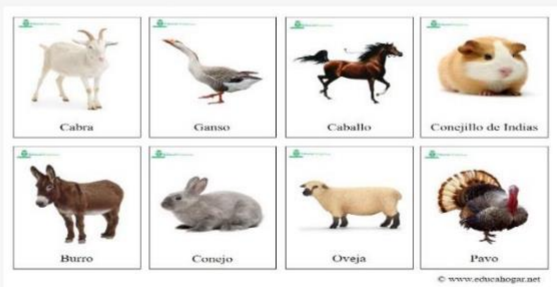 Cabra
Ganso
Caballo
Conejillo de Indias
Burro
Conejo
Oveja
Pavo
© www.educahogar.net